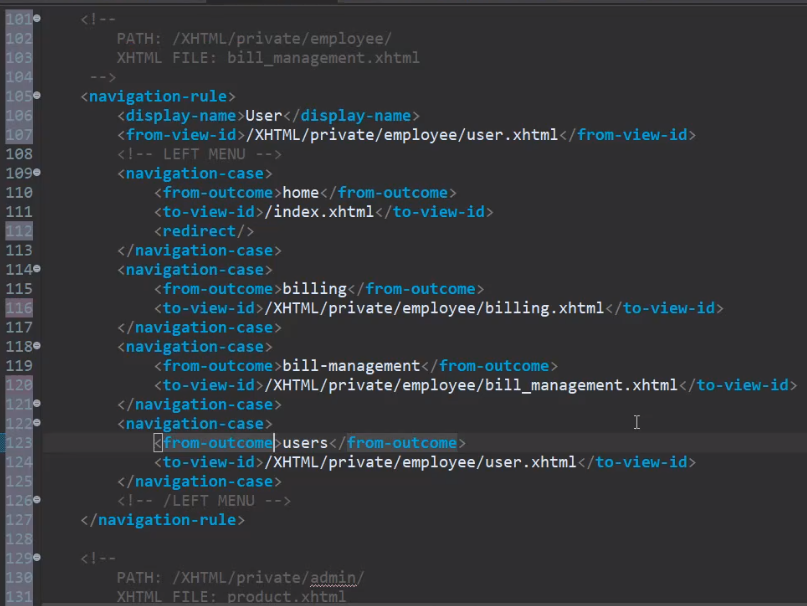 101 <!--
102 PATH: /XHTML/private/employee/
103 XHTML FILE: bill_management.xhtml
104 -->
105 <navigation-rule>
106 <display-name>User</display-name>
107 <from-view-id>/XHTML/private/employee/user.xhtml</from-view-id>
108 <!-- LEFT MENU -->
109 <navigation-case>
110 <from-outcome>home</from-outcome>
111 <to-view-id>/index.xhtml</to-view-id>
112 <redirect/>
113 </navigation-case>
114 <navigation-case>
115 <from-outcome>billing</from-outcome>
116 <to-view-id>/XHTML/private/employee/billing.xhtml</to-view-id>
117 </navigation-case>
118 <navigation-case>
119 <from-outcome>bill-management</from-outcome>
120 <to-view-id>/XHTML/private/employee/bill_management.xhtml</to-view-id>
121 </navigation-case>
122 <navigation-case>
123 <from-outcome>users</from-outcome>
124 <to-view-id>/XHTML/private/employee/user.xhtml</to-view-id>
125 </navigation-case>
126 <!-- /LEFT MENU -->
127 </navigation-rule>
128
129 <!--
130 PATH: /XHTML/private/admin/
131 XHTML FILE: product.xhtml